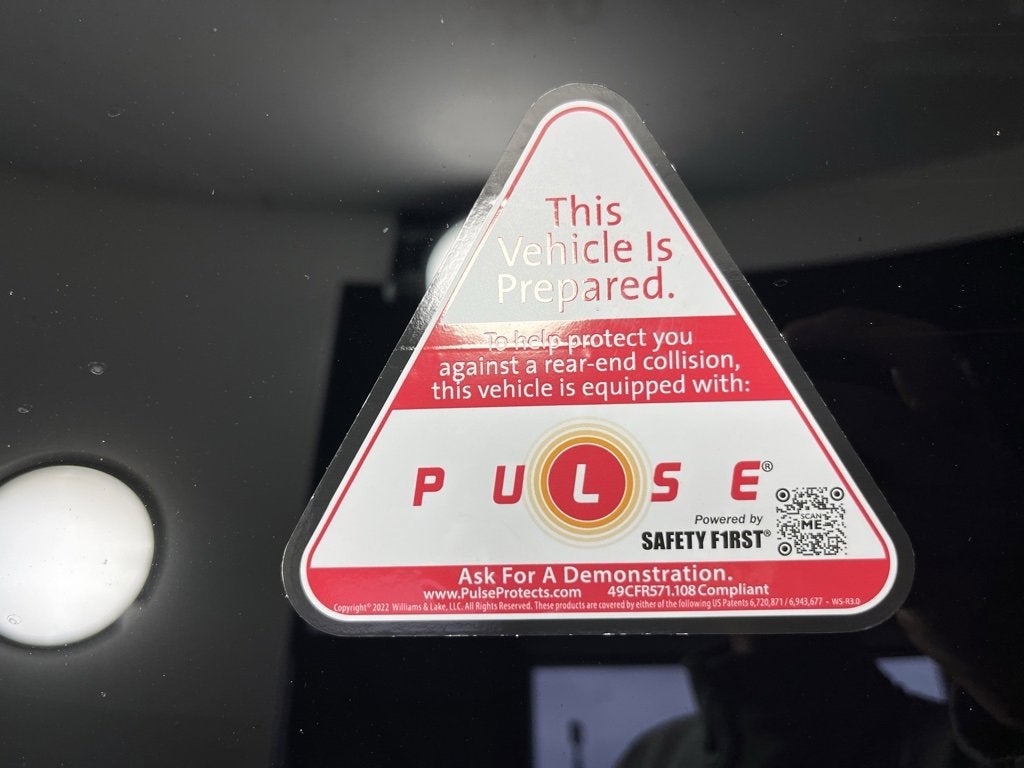 This
Vehicle Is
Prepared.
To help protect you
against a rear-end collision,
this vehicle is equipped with:
PULSE®
Powered by
SAFETY F1RST®
SCAN
ME
Ask For A Demonstration.
www.PulseProtects.com 49CFR571.108 Compliant
Copyright© 2022 Williams & Lake, LLC. All Rights Reserved. These products are covered by either of the following US Patents 6,720,871 / 6,943,677 - WS-R3.0